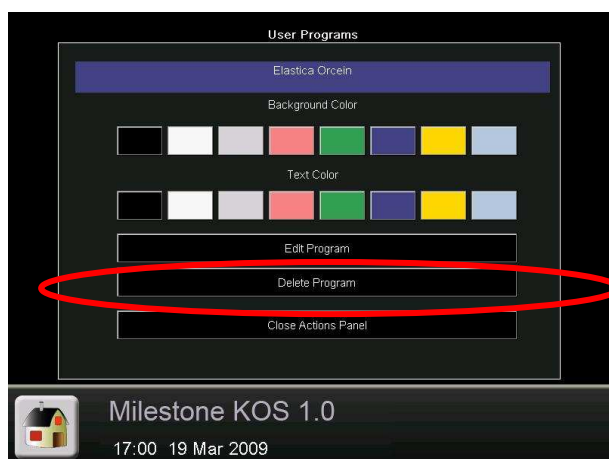 User Programs
Elastica Orcein
Background Color
Text Color
Edit Program
Delete Program
Close Actions Panel
Milestone KOS 1.0
17:00 19 Mar 2009